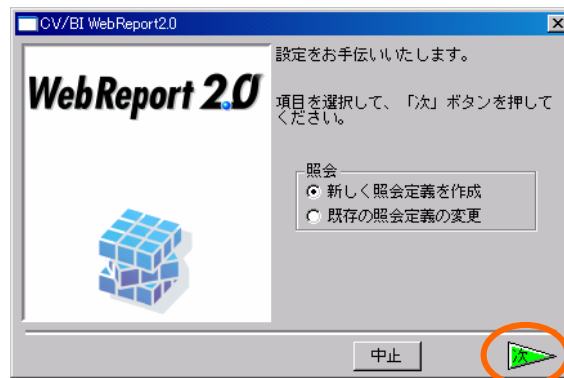 CV/BI WebReport2.0
設定をお手伝いいたします。
WebReport 2.0
項目を選択して、「次」ボタンを押して
ください。
照会
新しく照会定義を作成
既存の照会定義の変更
中止
次